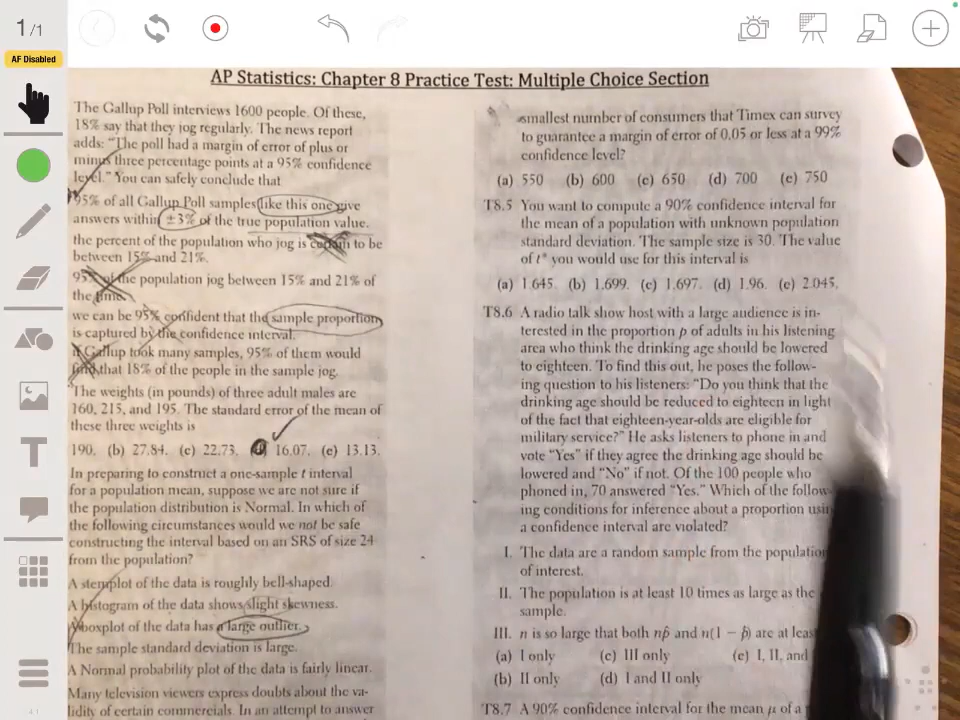 1/1
AF Disabled
AP Statistics: Chapter 8 Practice Test: Multiple Choice Section
The Gallup Poll interviews 1600 people. Of these,
18% say that they jog regularly. The news report
adds: "The poll had a margin of error of plus or
minus three percentage points at a 95% confidence
level." You can safely conclude that
95% of all Gallup Poll samples like this one give
answers within ±3% of the true population value.
the percent of the population who jog is certain to be
between 15% and 21%.
95% of the population jog between 15% and 21% of
the time.
we can be 95% confident that the sample proportion
is captured by the confidence interval.
if Gallup took many samples, 95% of them would
find that 18% of the people in the sample jog.
The weights (in pounds) of three adult males are
160, 215, and 195. The standard error of the mean of
these three weights is
190. (b) 27.84. (c) 22.73. 16.07. (e) 13.13.
In preparing to construct a one-sample t interval
for a population mean, suppose we are not sure if
the population distribution is Normal. In which of
the following circumstances would we not be safe
constructing the interval based on an SRS of size 24
from the population?
A stemplot of the data is roughly bell-shaped.
A histogram of the data shows slight skewness.
A boxplot of the data has a large outlier.
The sample standard deviation is large.
A Normal probability plot of the data is fairly linear.
Many television viewers express doubts about the va-
lidity of certain commercials. In an attempt to answer
smallest number of consumers that Timex can survey
to guarantee a margin of error of 0.05 or less at a 99%
confidence level?
(a) 550 (b) 600 (c) 650 (d) 700 (e) 750
T8.5 You want to compute a 90% confidence interval for
the mean of a population with unknown population
standard deviation. The sample size is 30. The value
of t* you would use for this interval is
(a) 1.645. (b) 1.699. (c) 1.697. (d) 1.96. (e) 2.045.
T8.6 A radio talk show host with a large audience is in-
terested in the proportion p of adults in his listening
area who think the drinking age should be lowered
to eighteen. To find this out, he poses the follow-
ing question to his listeners: "Do you think that the
drinking age should be reduced to eighteen in light
of the fact that eighteen-year-olds are eligible for
military service?" He asks listeners to phone in and
vote "Yes" if they agree the drinking age should be
lowered and "No" if not. Of the 100 people who
phoned in, 70 answered "Yes." Which of the follow-
ing conditions for inference about a proportion usi
a confidence interval are violated?
I. The data are a random sample from the populatio
of interest.
II. The population is at least 10 times as large as the
sample.
III. n is so large that both np̂ and n(1 − p̂) are at leas
(a) I only (c) III only (e) I, II, and
(b) II only (d) I and II only
T8.7 A 90% confidence interval for the mean μ of a